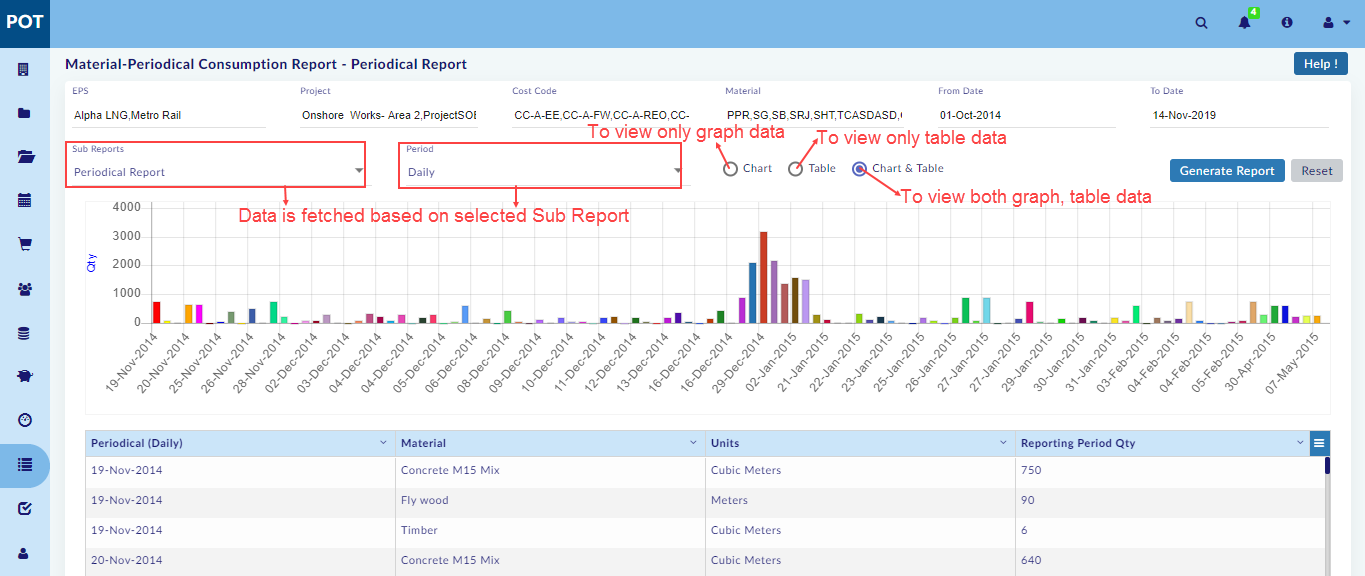 POT
4
Material-Periodical Consumption Report - Periodical Report
Help !
EPS
Project
Cost Code
Material
From Date
To Date
Alpha LNG,Metro Rail
Onshore Works- Area 2,ProjectSOE
CC-A-EE,CC-A-FW,CC-A-REO,CC-
PPR,SG,SB,SRJ,SHT,TCASDASD,
01-Oct-2014
14-Nov-2019
To view only graph data
To view only table data
Sub Reports
Periodical Report
Period
Daily
Chart
Table
Chart & Table
Generate Report
Reset
To view both graph, table data
Data is fetched based on selected Sub Report
4000
3000
2000
1000
0
Qty
19-Nov-2014
20-Nov-2014
25-Nov-2014
26-Nov-2014
28-Nov-2014
02-Dec-2014
03-Dec-2014
04-Dec-2014
04-Dec-2014
05-Dec-2014
06-Dec-2014
08-Dec-2014
09-Dec-2014
10-Dec-2014
11-Dec-2014
12-Dec-2014
13-Dec-2014
16-Dec-2014
16-Dec-2014
29-Dec-2014
02-Jan-2015
21-Jan-2015
22-Jan-2015
23-Jan-2015
25-Jan-2015
26-Jan-2015
27-Jan-2015
27-Jan-2015
29-Jan-2015
30-Jan-2015
31-Jan-2015
03-Feb-2015
04-Feb-2015
04-Feb-2015
05-Feb-2015
30-Apr-2015
07-May-2015
Periodical (Daily)
Material
Units
Reporting Period Qty
19-Nov-2014
Concrete M15 Mix
Cubic Meters
750
19-Nov-2014
Fly wood
Meters
90
19-Nov-2014
Timber
Cubic Meters
6
20-Nov-2014
Concrete M15 Mix
Cubic Meters
640